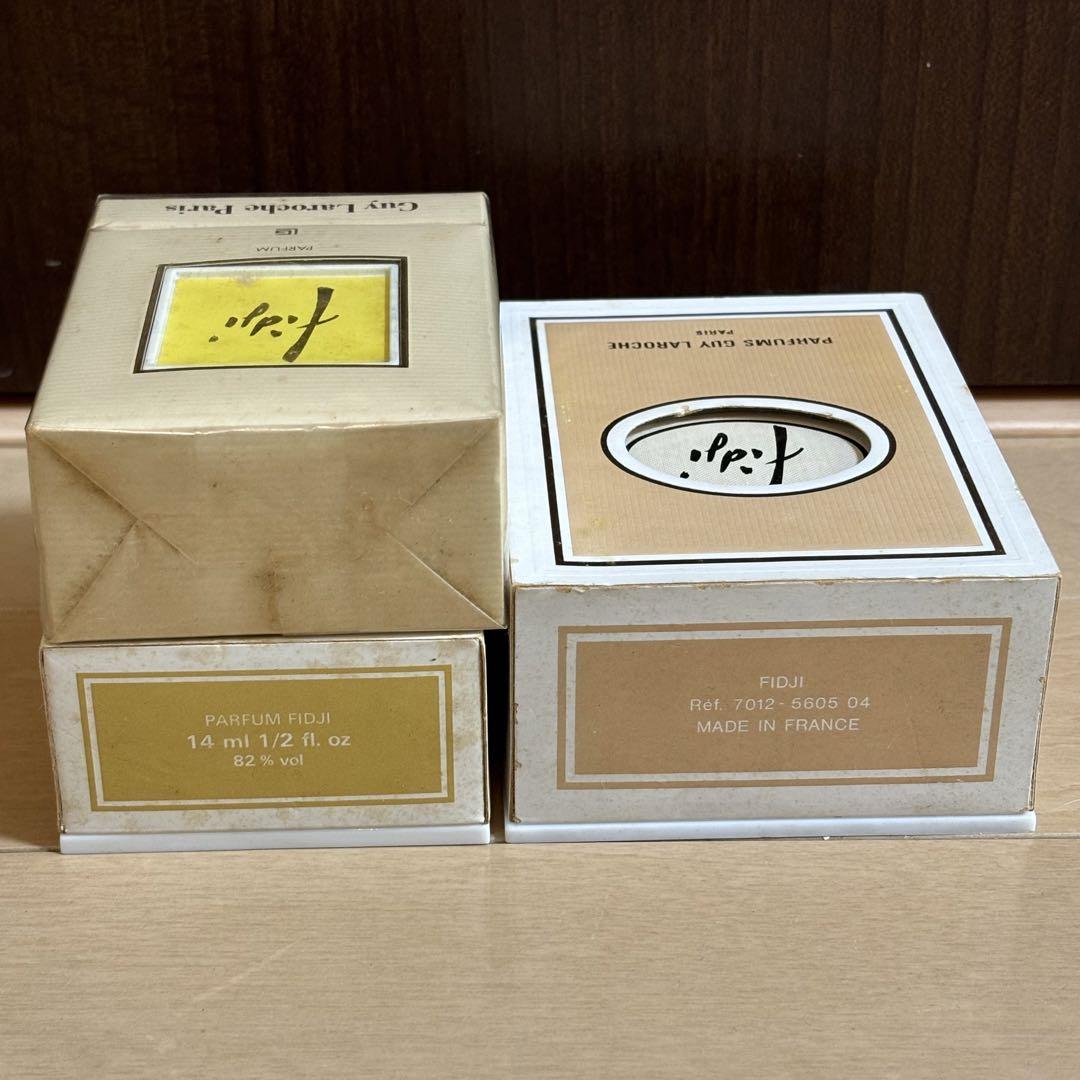 Guy Laroche Paris
PARFUM
fidji
PARFUM FIDJI
14 ml 1/2 fl. oz
82 % vol
PARFUMS GUY LAROCHE
PARIS
fidji
FIDJI
Réf. 7012 - 5605 04
MADE IN FRANCE